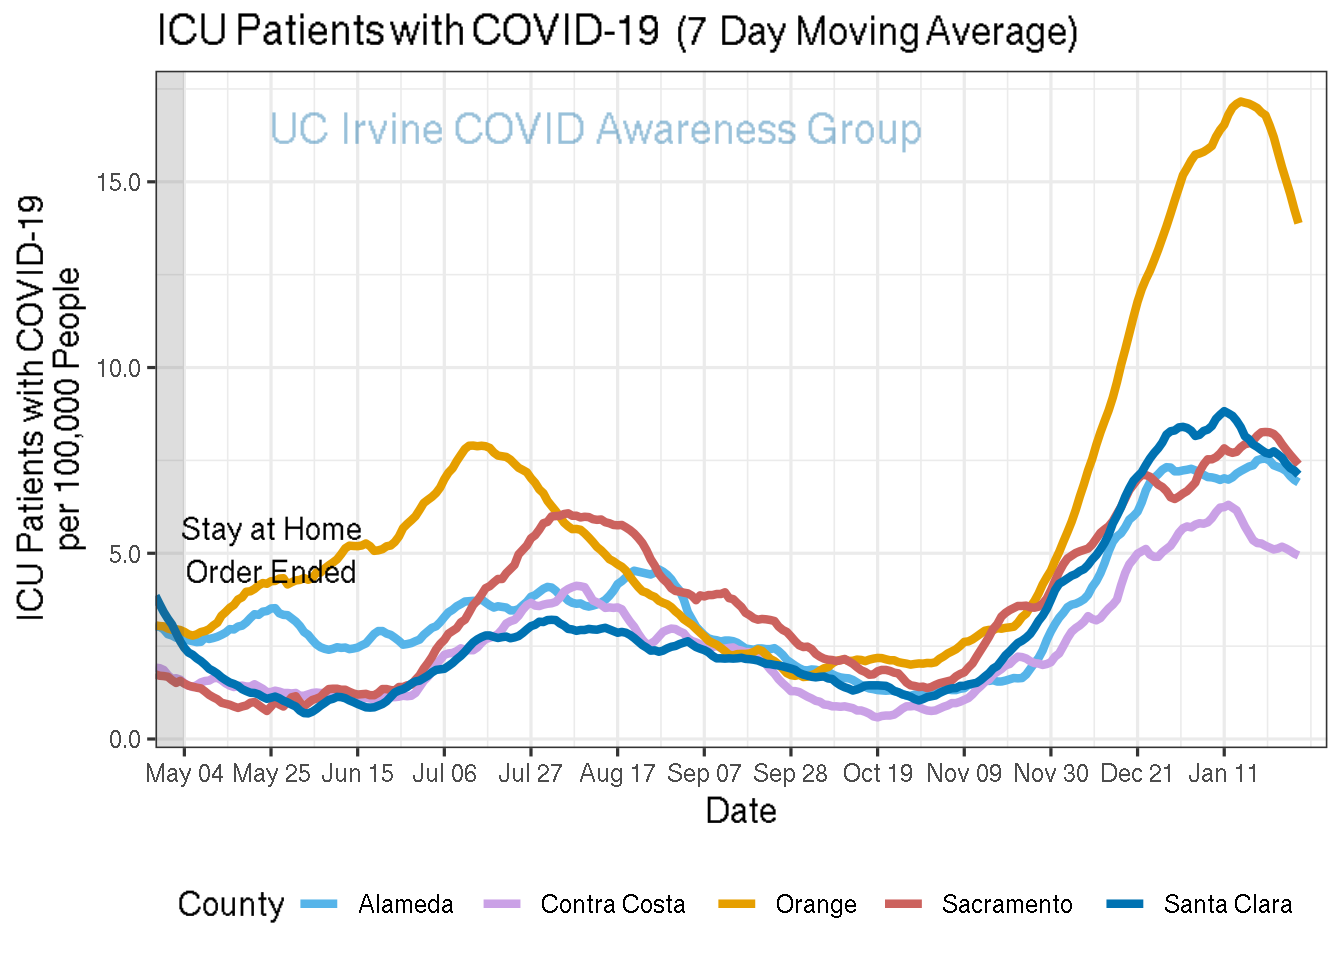 ICU Patients with COVID-19 (7 Day Moving Average)
UC Irvine COVID Awareness Group
ICU Patients with COVID-19
per 100,000 People
15.0
10.0
5.0
0.0
Stay at Home
Order Ended
May 04 May 25 Jun 15 Jul 06 Jul 27 Aug 17 Sep 07 Sep 28 Oct 19 Nov 09 Nov 30 Dec 21 Jan 11
Date
County Alameda Contra Costa Orange Sacramento Santa Clara